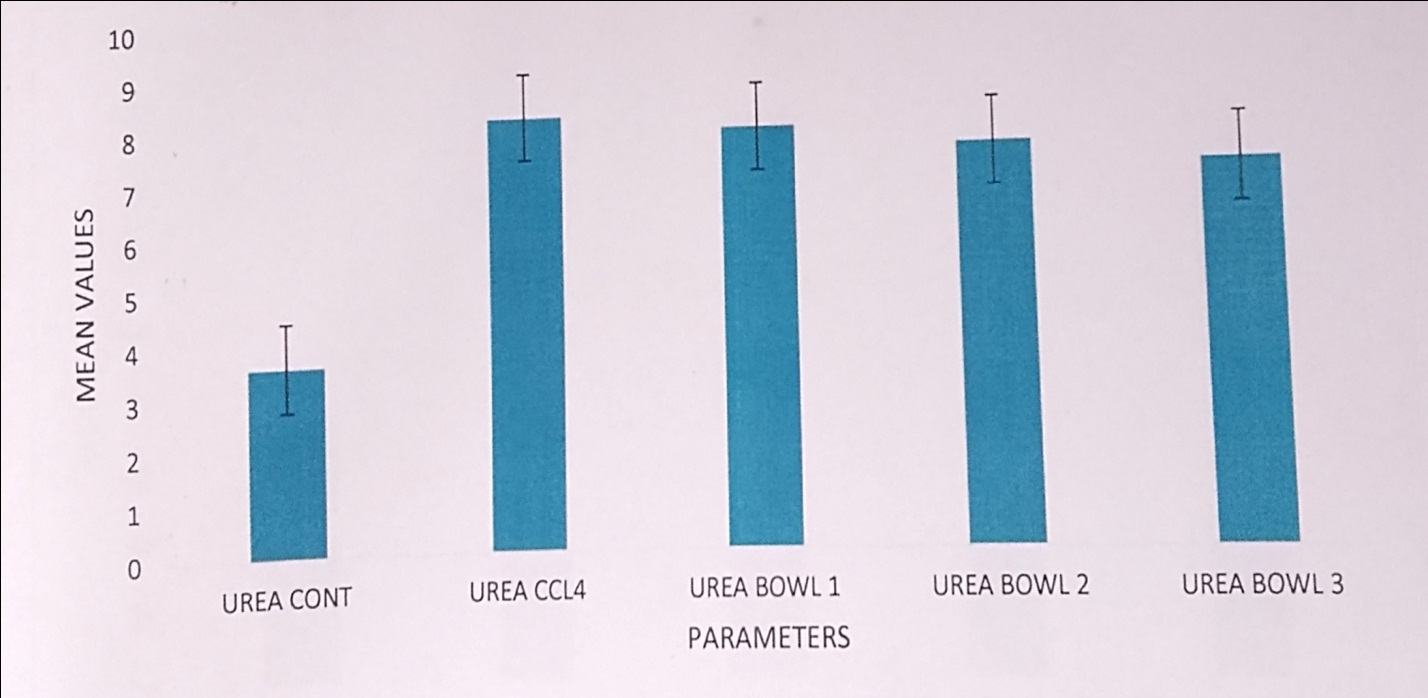 10
9
8
7
6
5
4
3
2
1
0
MEAN VALUES
UREA CONT
UREA CCL4
UREA BOWL 1
UREA BOWL 2
UREA BOWL 3
PARAMETERS